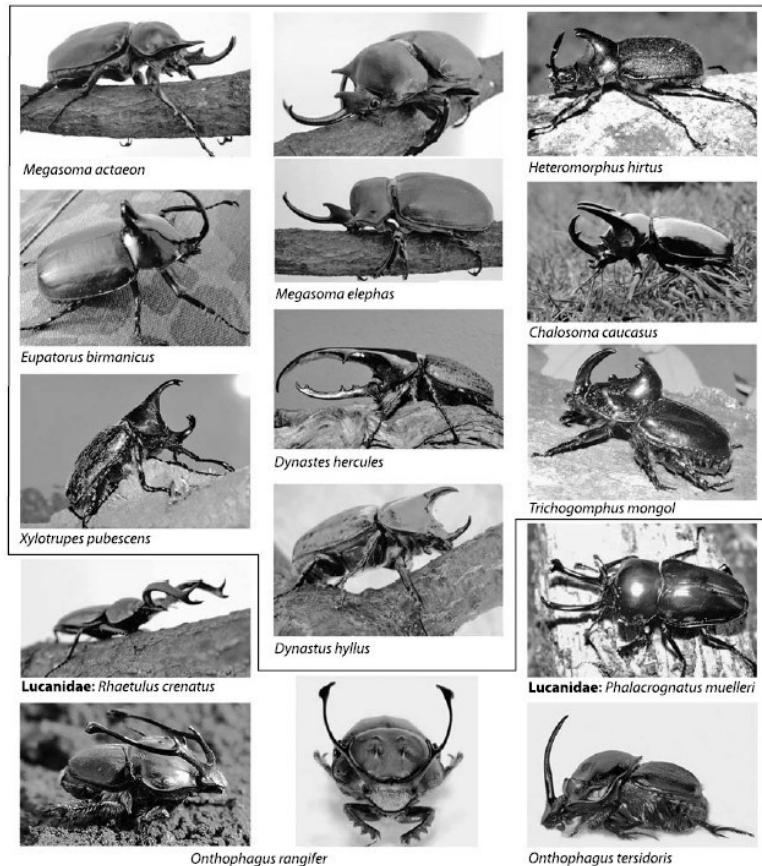 Megasoma actaeon
Heteromorphus hirtus
Megasoma elephas
Eupatorus birmanicus
Chalosoma caucasus
Dynastes hercules
Xylotrupes pubescens
Trichogomphus mongol
Dynastus hyllus
Lucanidae: Rhaetulus crenatus
Lucanidae: Phalacrognatus muelleri
Onthophagus rangifer
Onthophagus tersidoris